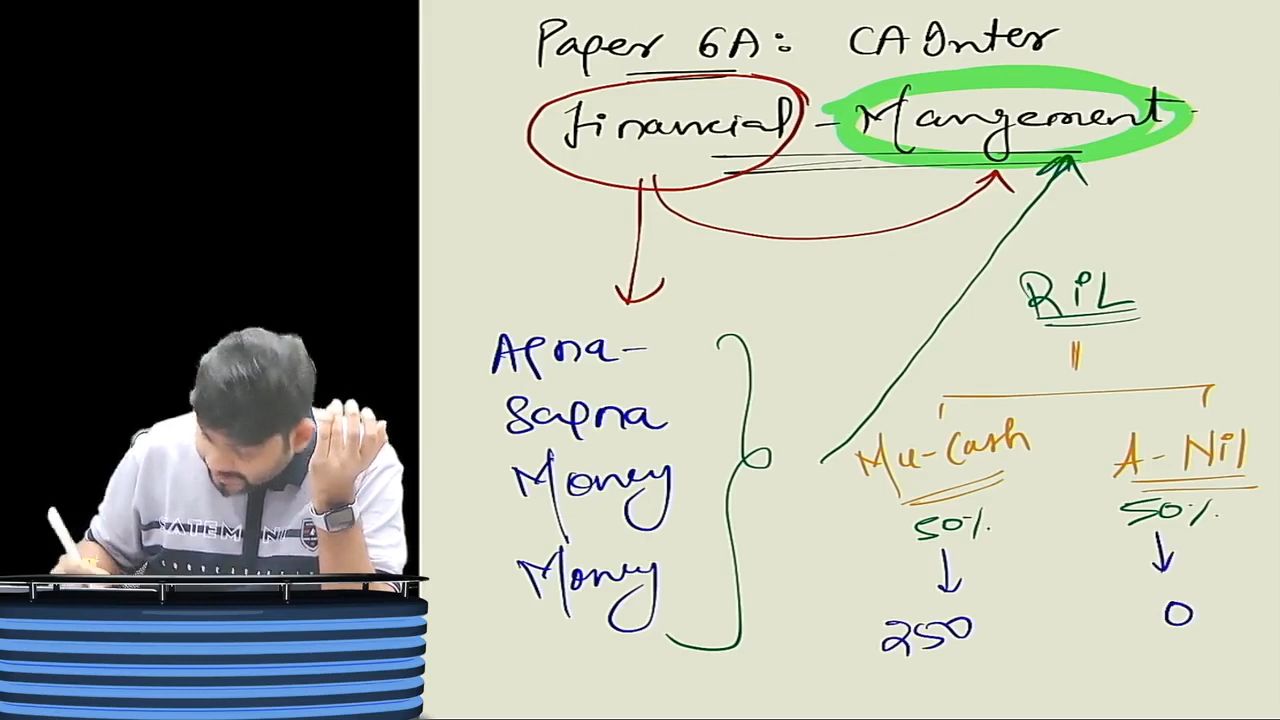 Paper 6A: CA Inter
Financial - Mangement
Apna-
Sapna
Money
Money
RiL
Mu-Cash
A-Nil
50%
50%
250
0